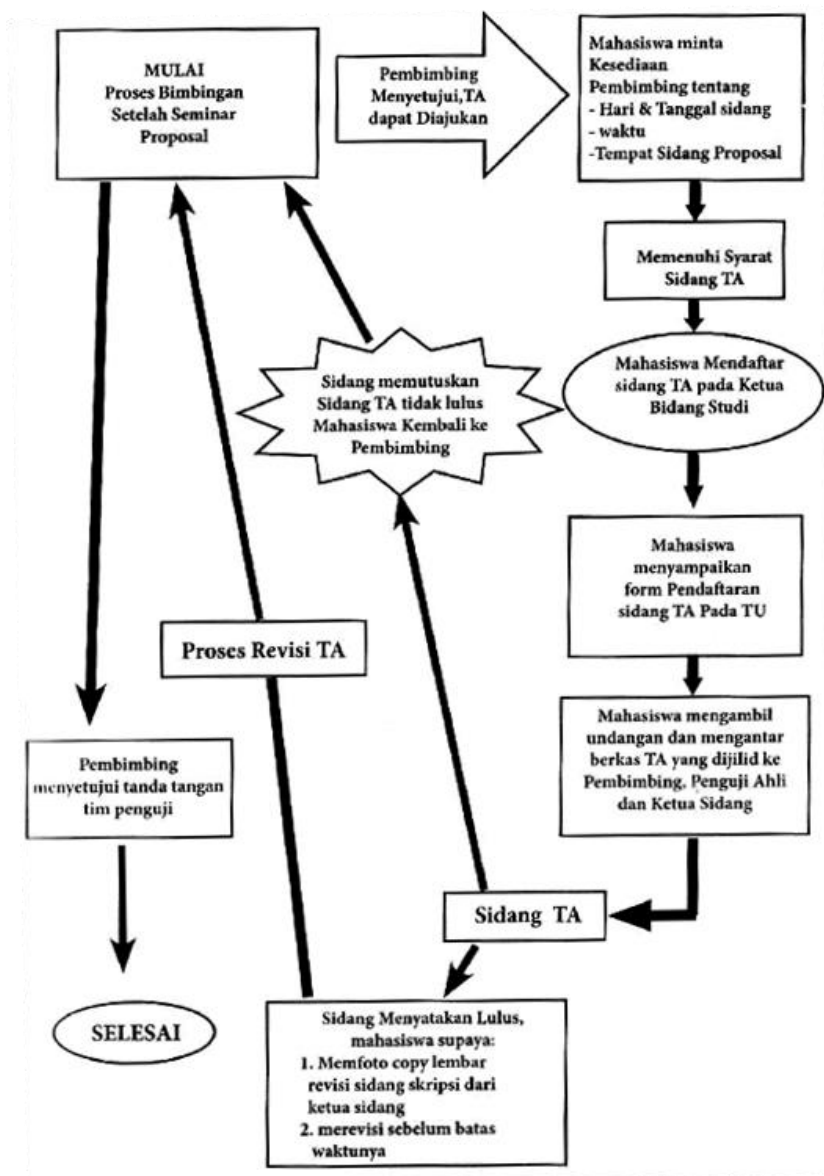 MULAI
Proses Bimbingan
Setelah Seminar
Proposal
Pembimbing
Menyetujui,TA
dapat Diajukan
Mahasiswa minta
Kesediaan
Pembimbing tentang
- Hari & Tanggal sidang
- waktu
-Tempat Sidang Proposal
Memenuhi Syarat
Sidang TA
Mahasiswa Mendaftar
sidang TA pada Ketua
Bidang Studi
Sidang memutuskan
Sidang TA tidak lulus
Mahasiswa Kembali ke
Pembimbing
Mahasiswa
menyampaikan
form Pendaftaran
sidang TA Pada TU
Proses Revisi TA
Mahasiswa mengambil
undangan dan mengantar
berkas TA yang dijilid ke
Pembimbing, Penguji Ahli
dan Ketua Sidang
Pembimbing
menyetujui tanda tangan
tim penguji
Sidang TA
SELESAI
Sidang Menyatakan Lulus,
mahasiswa supaya:
1. Memfoto copy lembar
revisi sidang skripsi dari
ketua sidang
2. merevisi sebelum batas
waktunya